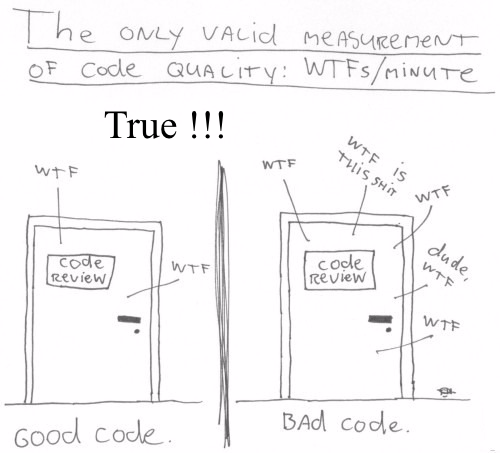 The ONLY VALID MEASUREMENT
OF CODE QUALITY: WTFs/MINUTE
True !!!
WTF
CODE
REVIEW
WTF
GOOD CODE.
WTF
WTF IS
THIS SHIT
WTF
CODE
REVIEW
dude,
WTF
WTF
BAd CODE.